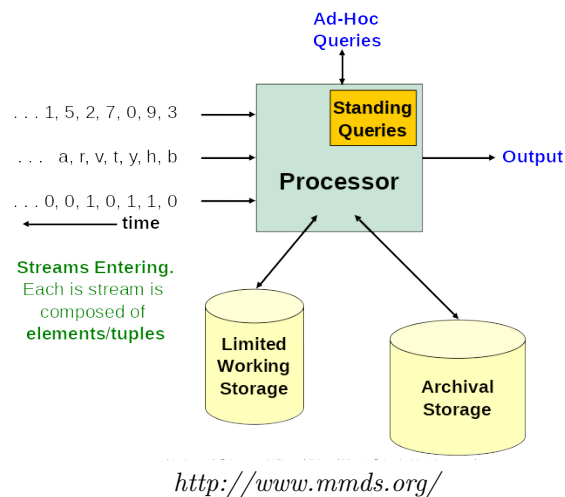 Ad-Hoc
Queries
. . . 1, 5, 2, 7, 0, 9, 3
Standing
Queries
. . . a, r, v, t, y, h, b
Output
Processor
. . . 0, 0, 1, 0, 1, 1, 0
time
Streams Entering.
Each is stream is
composed of
elements/tuples
Limited
Working
Storage
Archival
Storage
http://www.mmds.org/